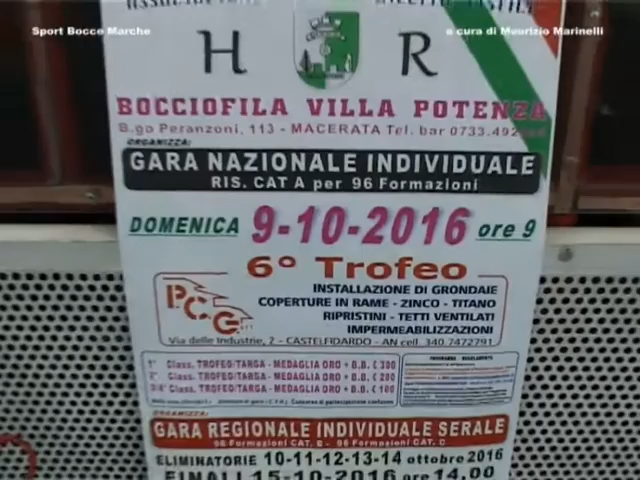 Sport Bocce Marche
a cura di Maurizio Marinelli
H R
BOCCIOFILA VILLA POTENZA
B.go Peranzoni, 113 - MACERATA Tel. bar 0733.492
ORGANIZZA:
GARA NAZIONALE INDIVIDUALE
RIS. CAT A per 96 Formazioni
DOMENICA 9-10-2016 ore 9
6° Trofeo
P.C.G. srl
INSTALLAZIONE DI GRONDAIE
COPERTURE IN RAME - ZINCO - TITANO
RIPRISTINI - TETTI VENTILATI
IMPERMEABILIZZAZIONI
Via delle Industrie, 2 - CASTELFIDARDO - AN cell. 340.7472791
1° Class. TROFEO/TARGA - MEDAGLIA ORO + B.B. € 300
2° Class. TROFEO/TARGA - MEDAGLIA ORO + B.B. € 200
3/4° Class. TROFEO/TARGA - MEDAGLIA ORO + B.B. € 100
ORGANIZZA:
GARA REGIONALE INDIVIDUALE SERALE
96 Formazioni CAT. B - 96 Formazioni CAT. C
ELIMINATORIE 10-11-12-13-14 ottobre 2016
FINALI 15-10-2016 ore 14.00